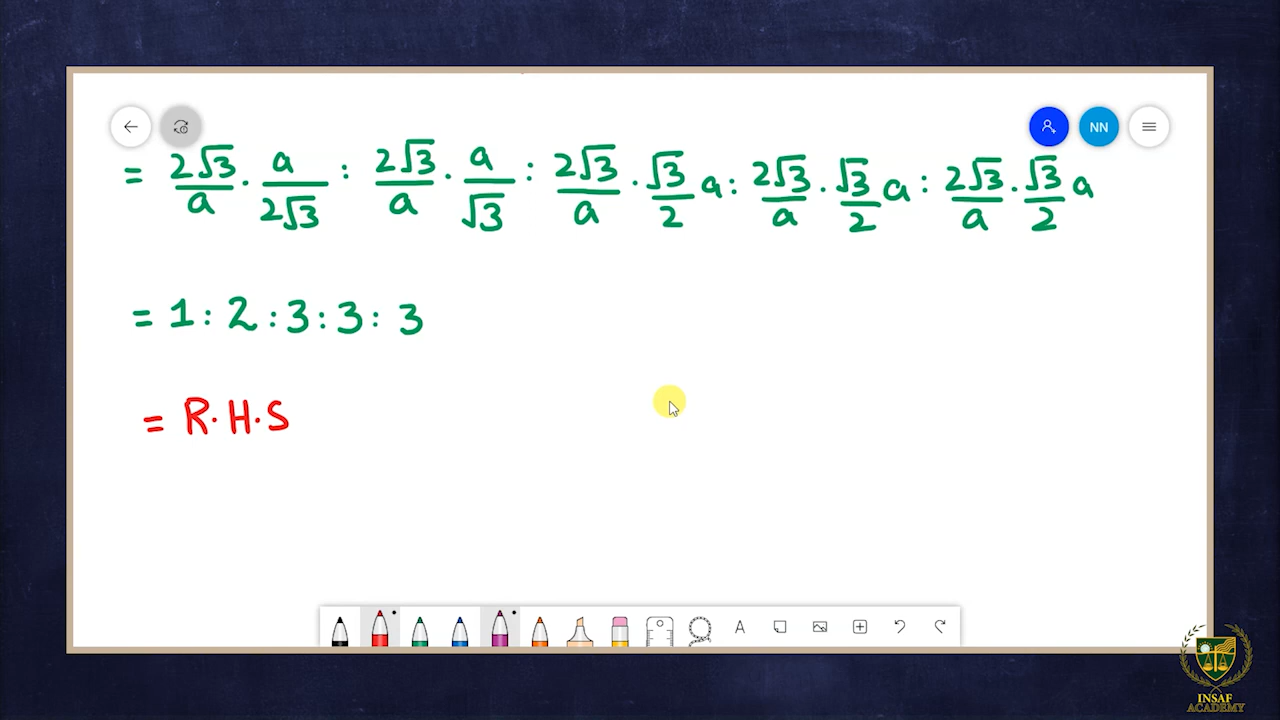 NN
= 2√3/a · a/2√3 : 2√3/a · a/√3 : 2√3/a · √3/2 a : 2√3/a · √3/2 a : 2√3/a · √3/2 a
= 1 : 2 : 3 : 3 : 3
= R.H.S
A
INSAF
ACADEMY